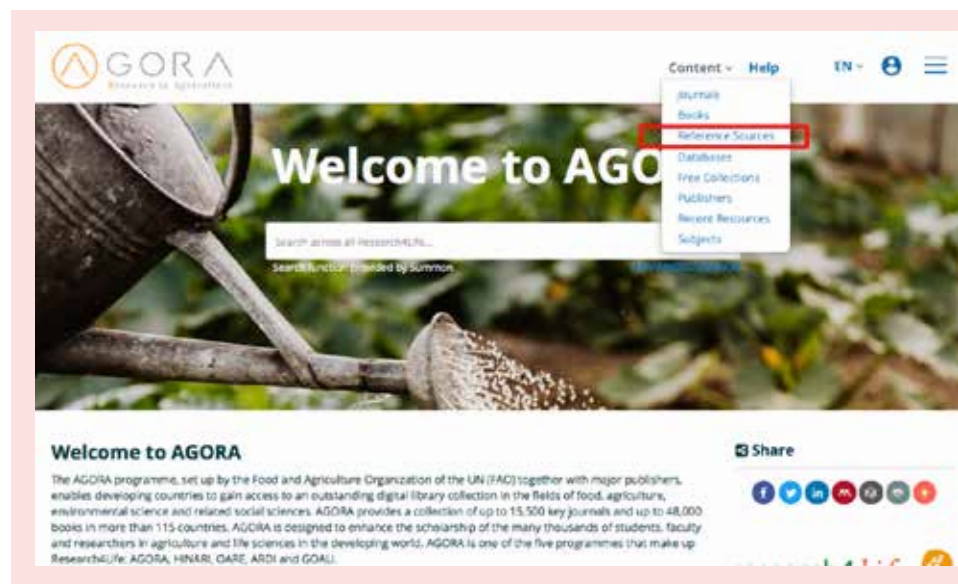 AGORA
Research in Agriculture
Content Help EN
Journals
Books
Reference Sources
Databases
Free Collections
Publishers
Recent Resources
Subjects
Welcome to AGO
Search across all Research4Life...
Search function provided by Summon
Welcome to AGORA
Share
The AGORA programme, set up by the Food and Agriculture Organization of the UN (FAO) together with major publishers,
enables developing countries to gain access to an outstanding digital library collection in the fields of food, agriculture,
environmental science and related social sciences. AGORA provides a collection of up to 15,500 key journals and up to 48,000
books in more than 115 countries. AGORA is designed to enhance the scholarship of the many thousands of students, faculty
and researchers in agriculture and life sciences in the developing world. AGORA is one of the five programmes that make up
Research4Life: AGORA, HINARI, OARE, ARDI and GOALI.